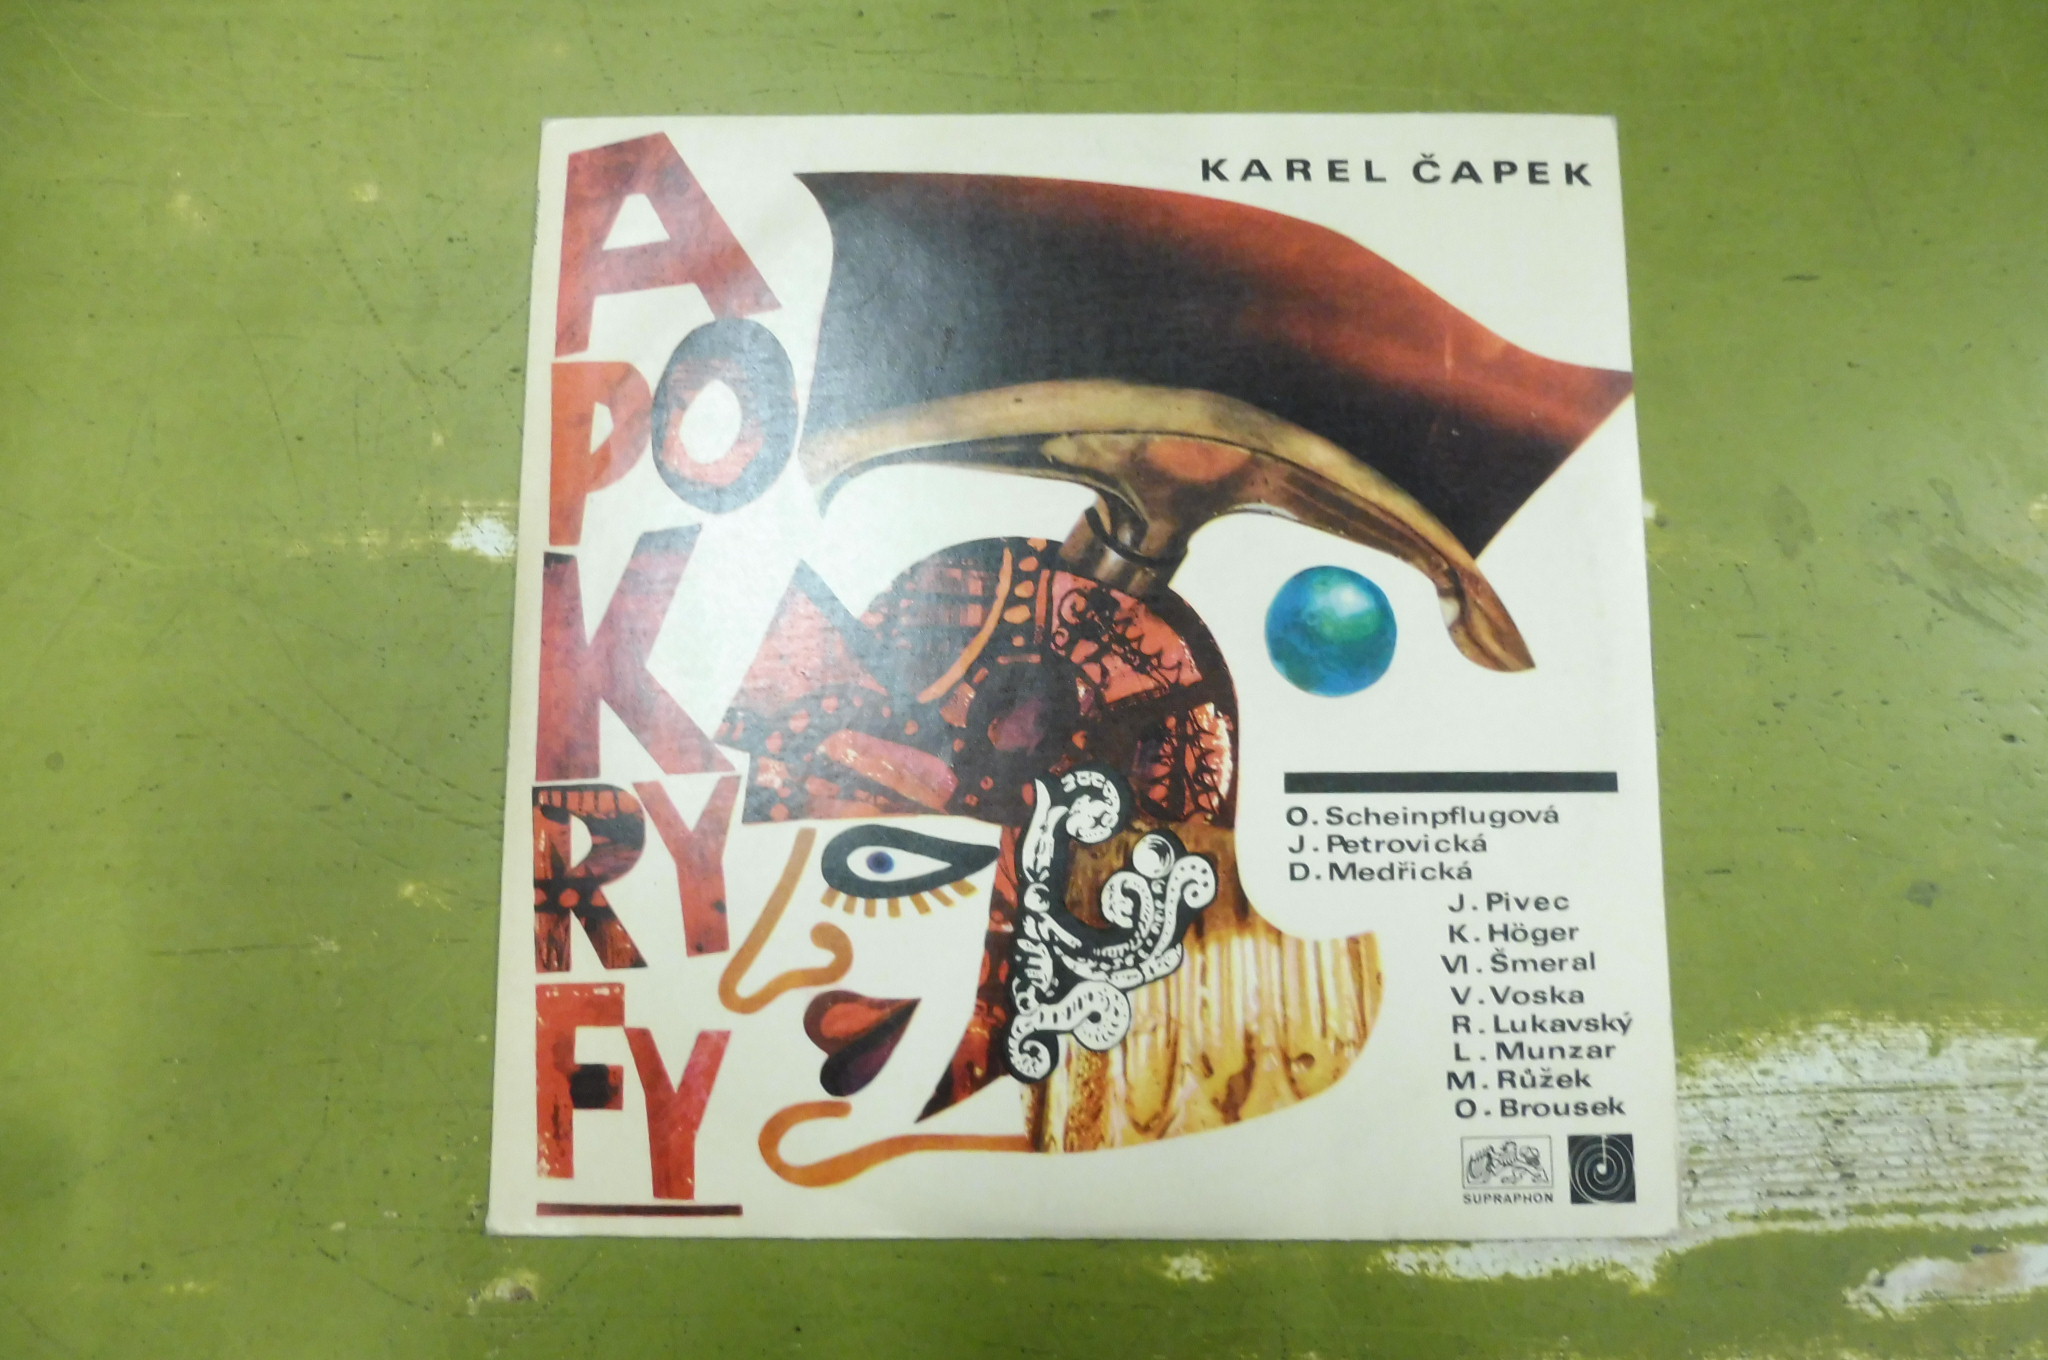 KAREL ČAPEK
APOKRYFY
O. Scheinpflugová
J. Petrovická
D. Medřická
J. Pivec
K. Höger
Vl. Šmeral
V. Voska
R. Lukavský
L. Munzar
M. Růžek
O. Brousek
SUPRAPHON